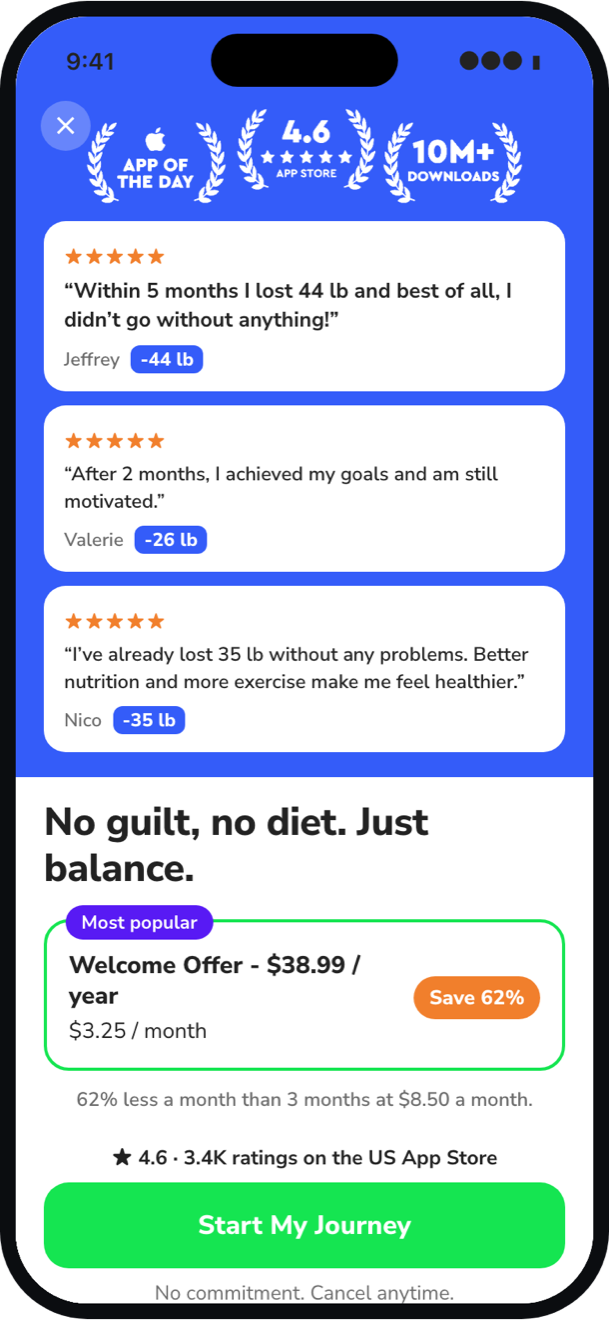 9:41
APP OF
THE DAY
4.6
APP STORE
10M+
DOWNLOADS
“Within 5 months I lost 44 lb and best of all, I
didn’t go without anything!”
Jeffrey -44 lb
“After 2 months, I achieved my goals and am still
motivated.”
Valerie -26 lb
“I’ve already lost 35 lb without any problems. Better
nutrition and more exercise make me feel healthier.”
Nico -35 lb
No guilt, no diet. Just
balance.
Most popular
Welcome Offer - $38.99 /
year
$3.25 / month
Save 62%
62% less a month than 3 months at $8.50 a month.
★ 4.6 · 3.4K ratings on the US App Store
Start My Journey
No commitment. Cancel anytime.